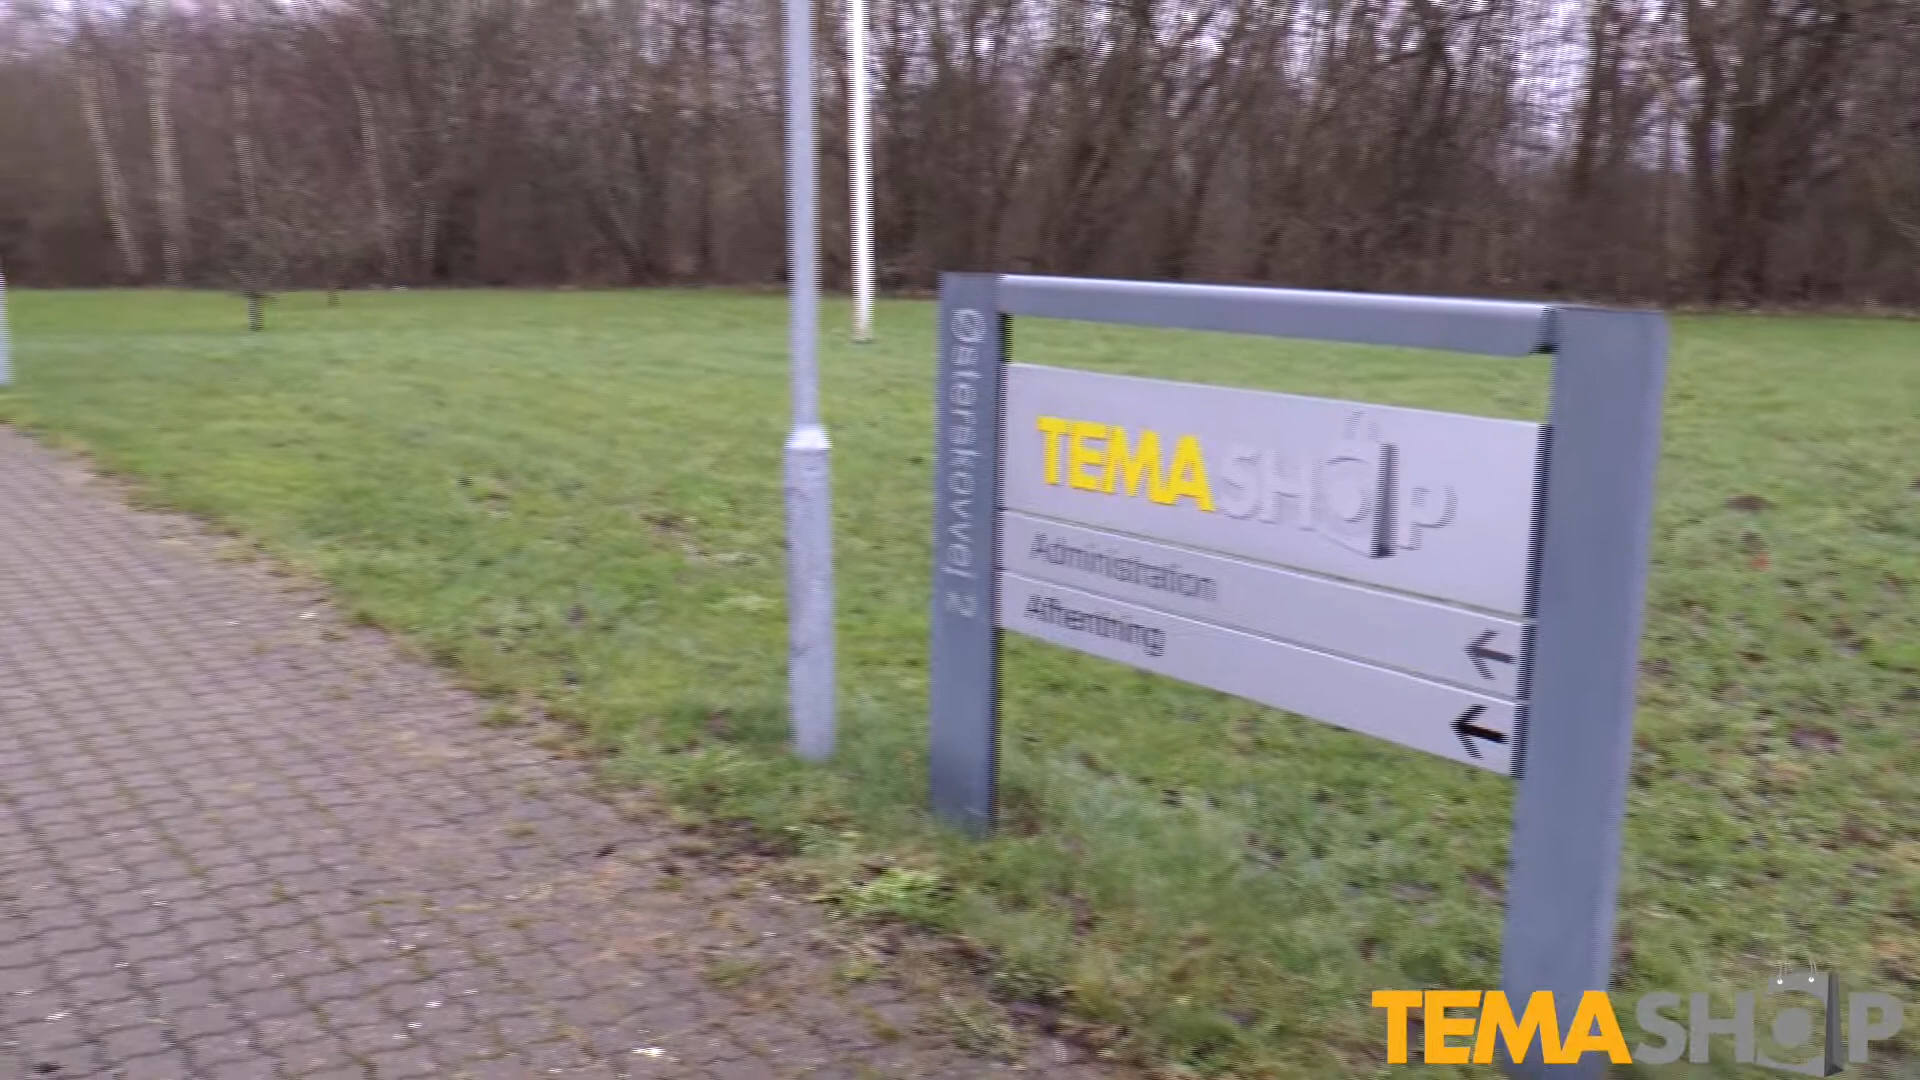 Østerskovvej 2
TEMASHOP
Administration
Afhentning
TEMASHOP